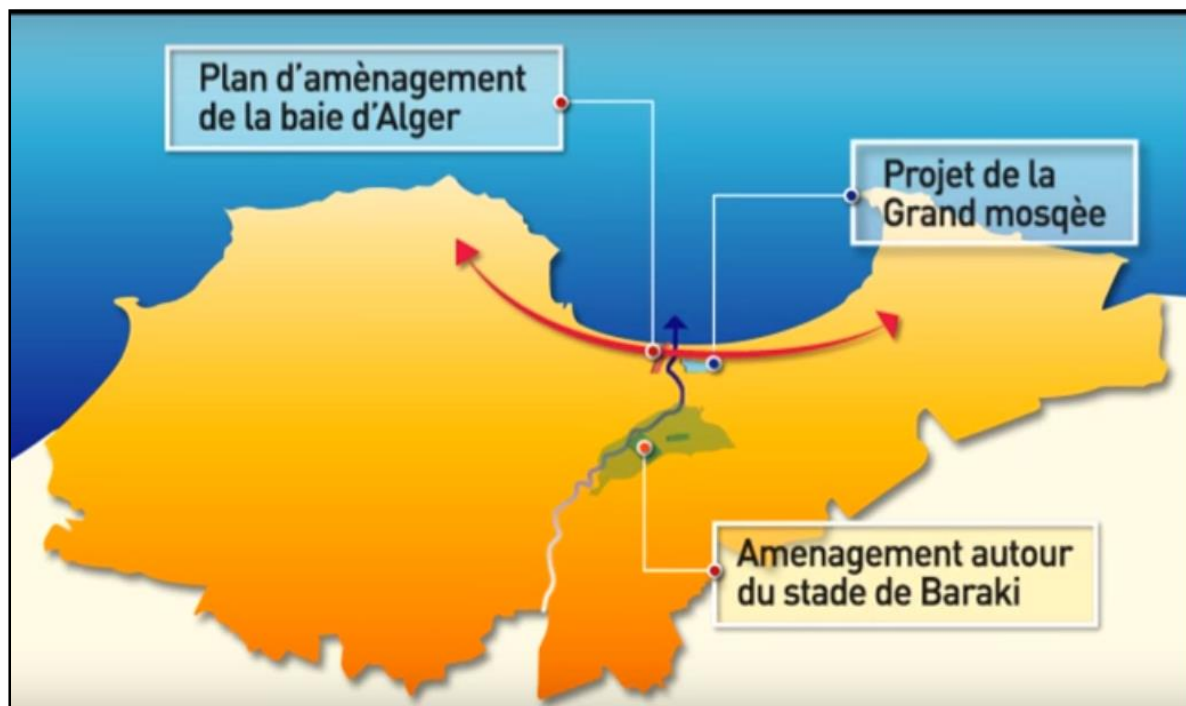 Plan d'amènagement
de la baie d'Alger
Projet de la
Grand mosqèe
Amenagement autour
du stade de Baraki